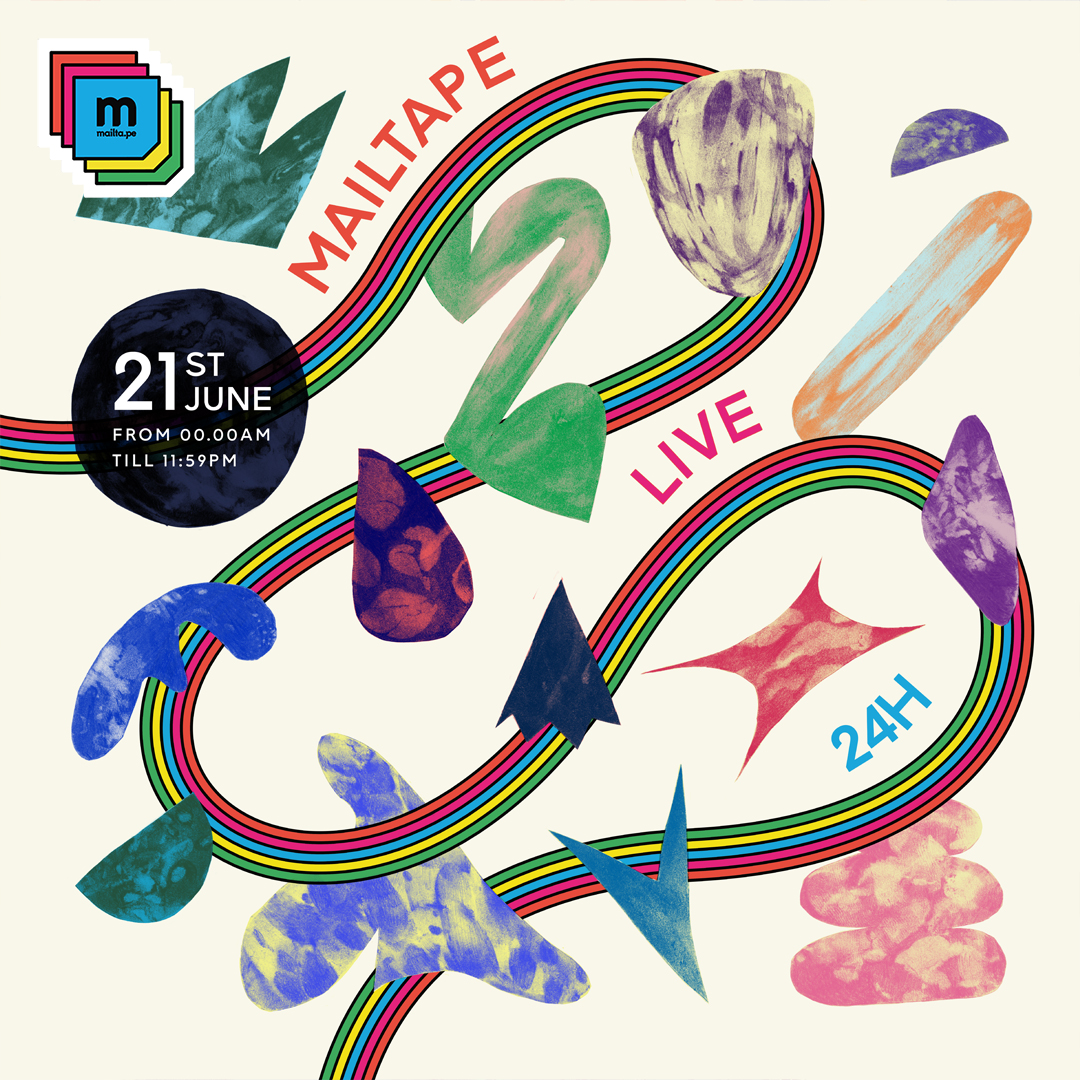 m
mailta.pe
MAILTAPE
21ST
JUNE
FROM 00.00AM
TILL 11:59PM
LIVE
24H